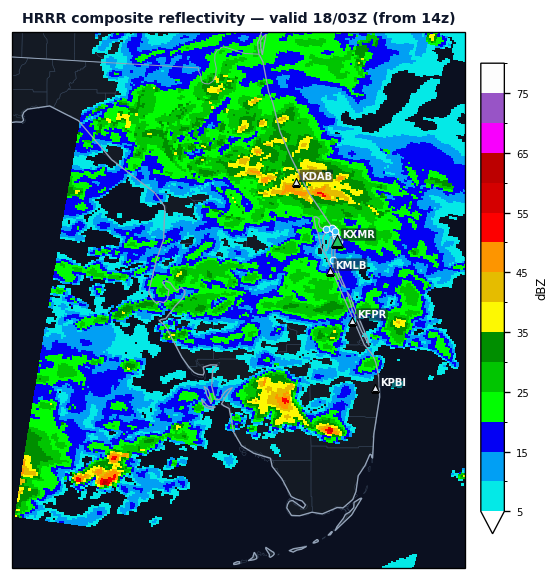 HRRR composite reflectivity — valid 18/03Z (from 14z)
75
65
55
45
35
25
15
5
dBZ
KDAB
KXMR
KMLB
KFPR
KPBI